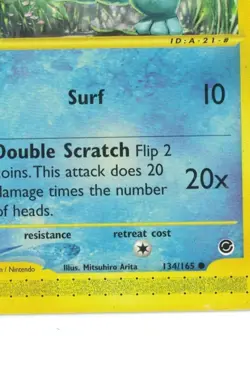 ID:A-21-#
Surf 10
Double Scratch Flip 2
coins. This attack does 20
damage times the number 20x
of heads.
resistance retreat cost
/ Nintendo Illus. Mitsuhiro Arita 134/165 ●